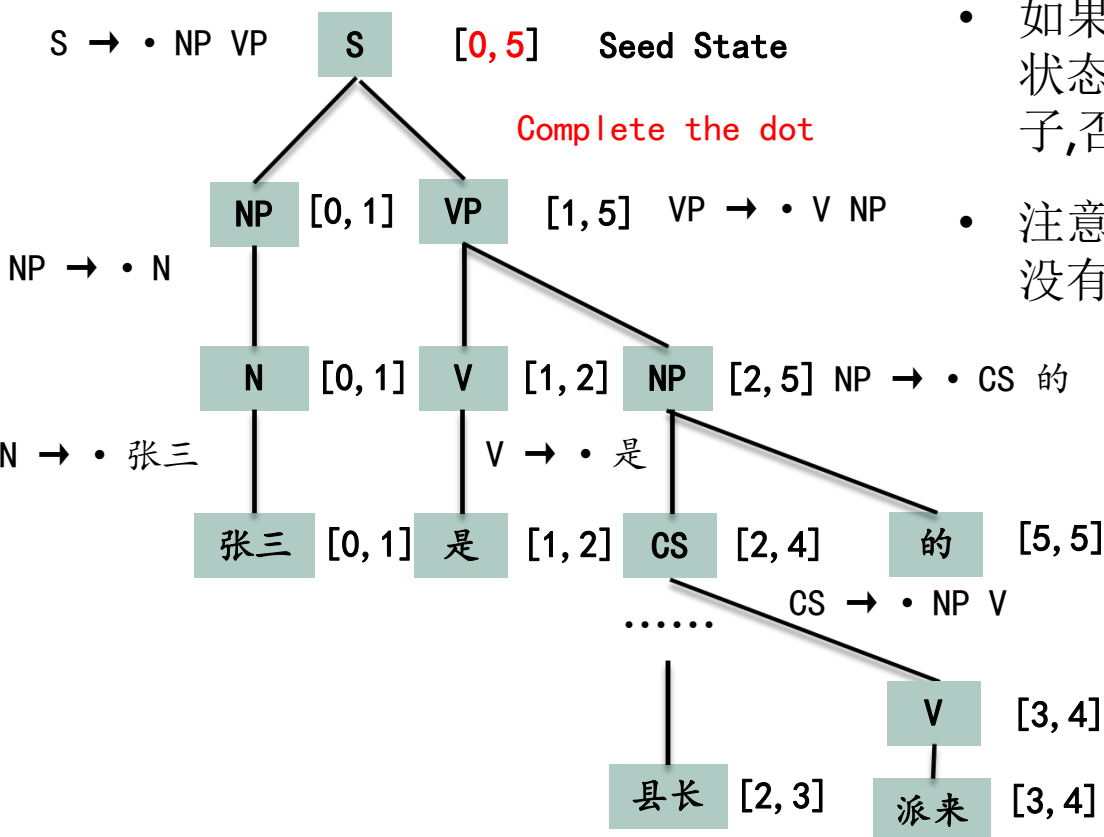 S → • NP VP S [0,5] Seed State
• 如果
状态
Complete the dot
子,否
NP [0,1] VP [1,5] VP → • V NP
• 注意
NP → • N
没有
N [0,1] V [1,2] NP [2,5] NP → • CS 的
N → • 张三 V → • 是
张三 [0,1] 是 [1,2] CS [2,4] 的 [5,5]
CS → • NP V
······
V [3,4]
县长 [2,3] 派来 [3,4]